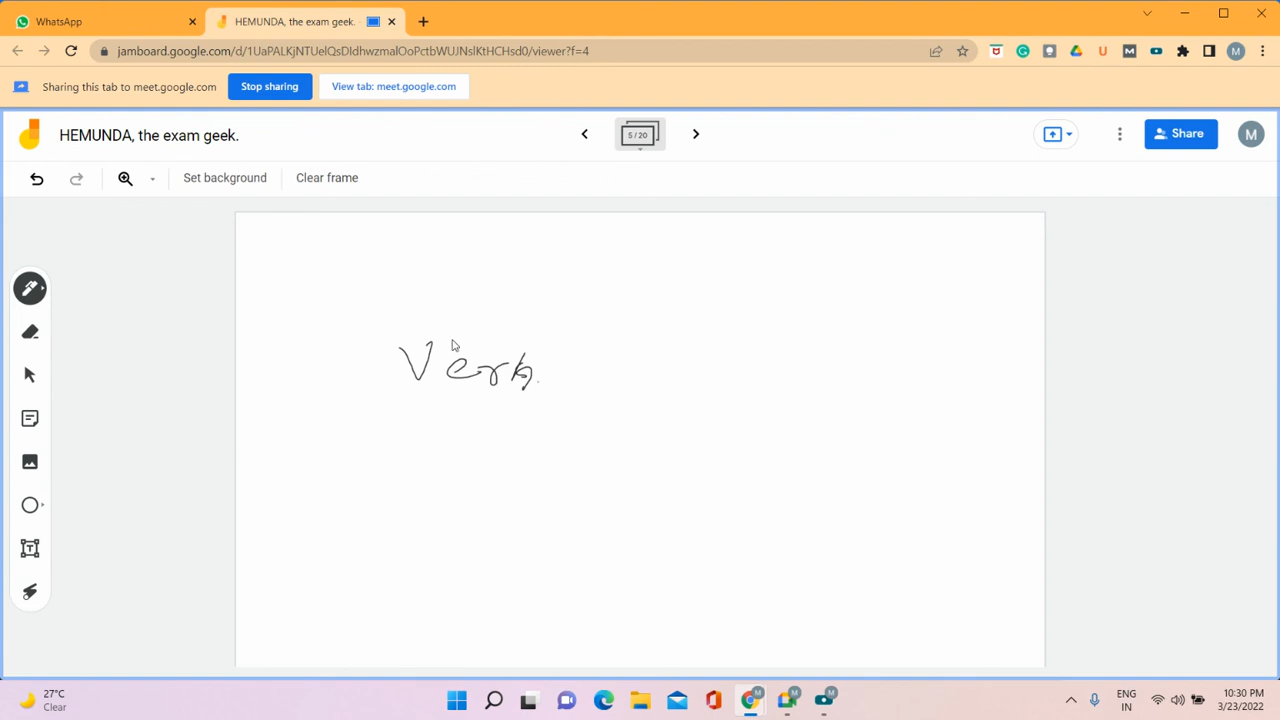 WhatsApp
HEMUNDA, the exam geek.
jamboard.google.com/d/1UaPALKjNTUelQsDIdhwzmalOoPctbWUJNslKtHCHsd0/viewer?f=4
Sharing this tab to meet.google.com
Stop sharing
View tab: meet.google.com
HEMUNDA, the exam geek.
5 / 20
Share
M
Set background
Clear frame
Verb.
27°C
Clear
ENG
IN
10:30 PM
3/23/2022